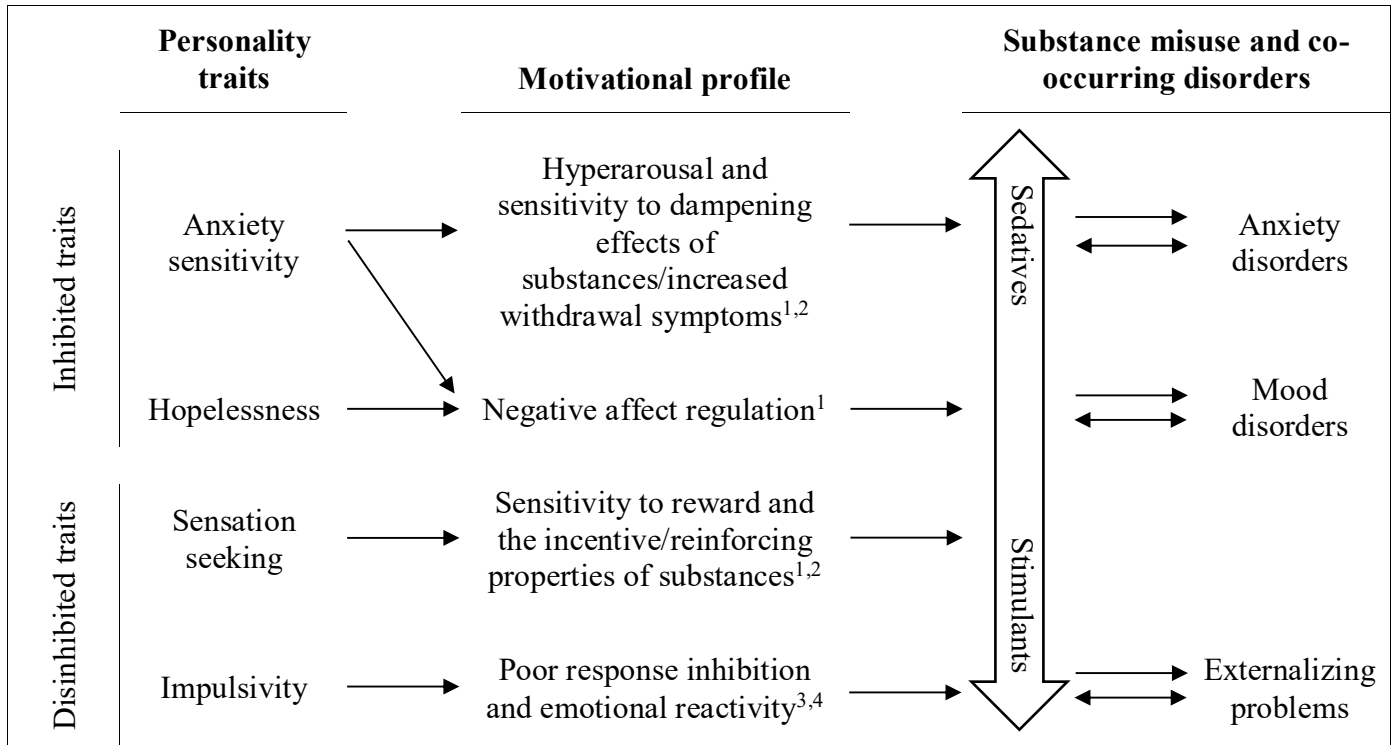 Personality
traits
Motivational profile
Substance misuse and co-
occurring disorders
Inhibited traits
Anxiety
sensitivity
Hyperarousal and
sensitivity to dampening
effects of
substances/increased
withdrawal symptoms1,2
Sedatives
Anxiety
disorders
Hopelessness
Negative affect regulation1
Mood
disorders
Disinhibited traits
Sensation
seeking
Sensitivity to reward and
the incentive/reinforcing
properties of substances1,2
Stimulants
Impulsivity
Poor response inhibition
and emotional reactivity3,4
Externalizing
problems